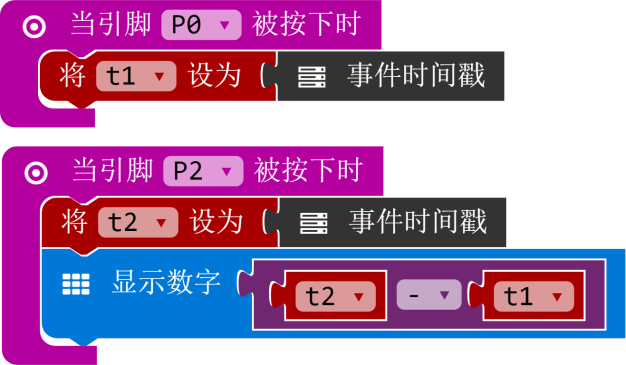 当引脚 P0 被按下时
将 t1 设为 事件时间戳
当引脚 P2 被按下时
将 t2 设为 事件时间戳
显示数字 t2 - t1